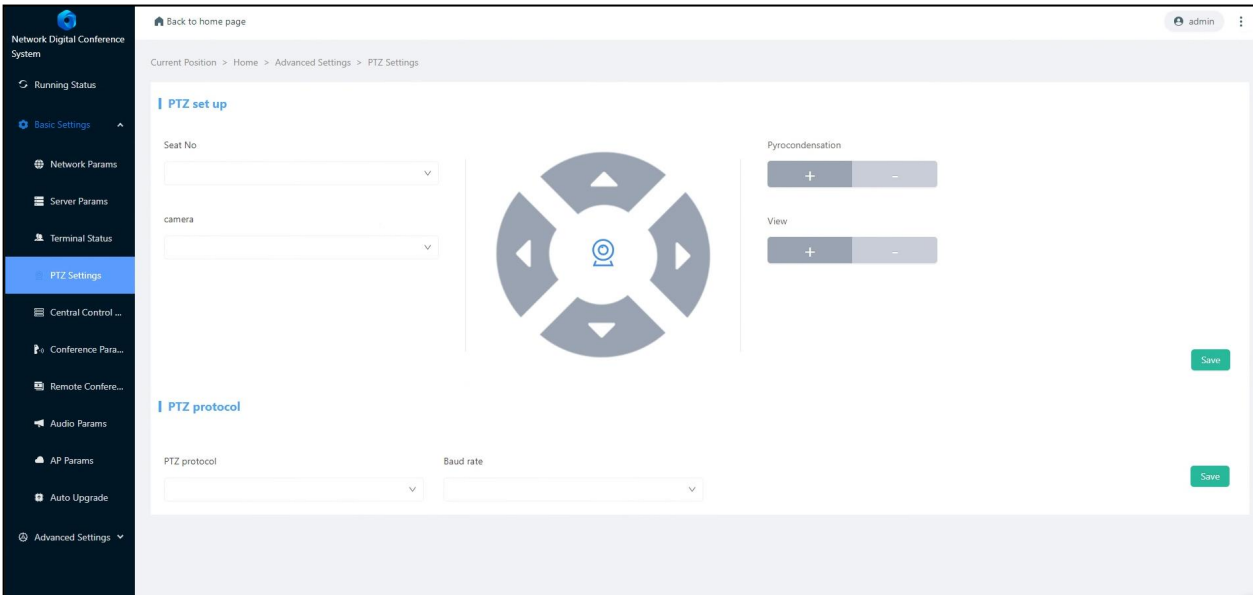 Network Digital Conference
System
Back to home page
admin
Current Position > Home > Advanced Settings > PTZ Settings
Running Status
Basic Settings
Network Params
Server Params
Terminal Status
PTZ Settings
Central Control ...
Conference Para...
Remote Confere...
Audio Params
AP Params
Auto Upgrade
Advanced Settings
PTZ set up
Seat No
camera
Pyrocondensation
+ -
View
+ -
Save
PTZ protocol
PTZ protocol
Baud rate
Save